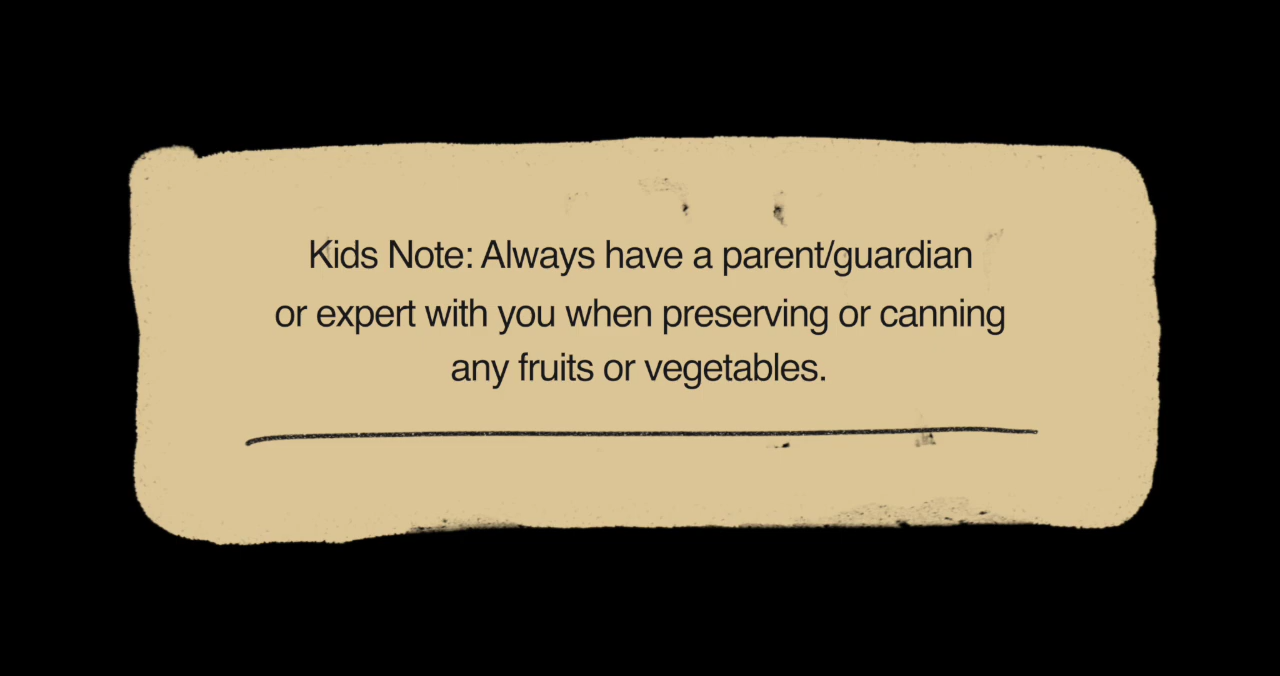 Kids Note: Always have a parent/guardian
or expert with you when preserving or canning
any fruits or vegetables.